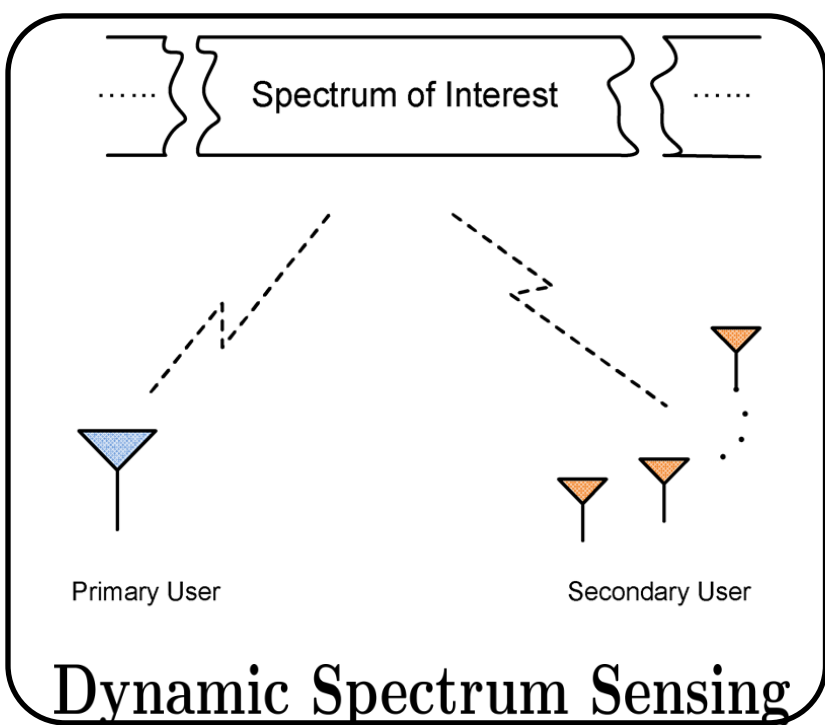 ...... Spectrum of Interest ......
Primary User Secondary User
Dynamic Spectrum Sensing